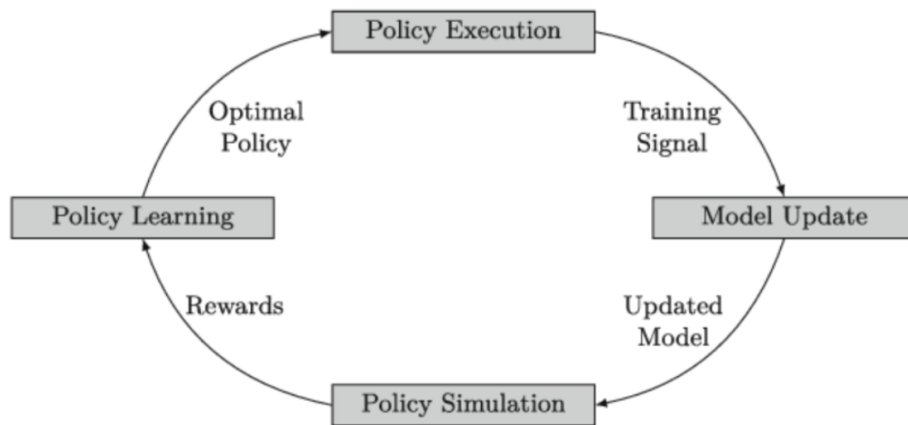 Policy Execution
Optimal
Policy
Training
Signal
Policy Learning
Model Update
Rewards
Updated
Model
Policy Simulation